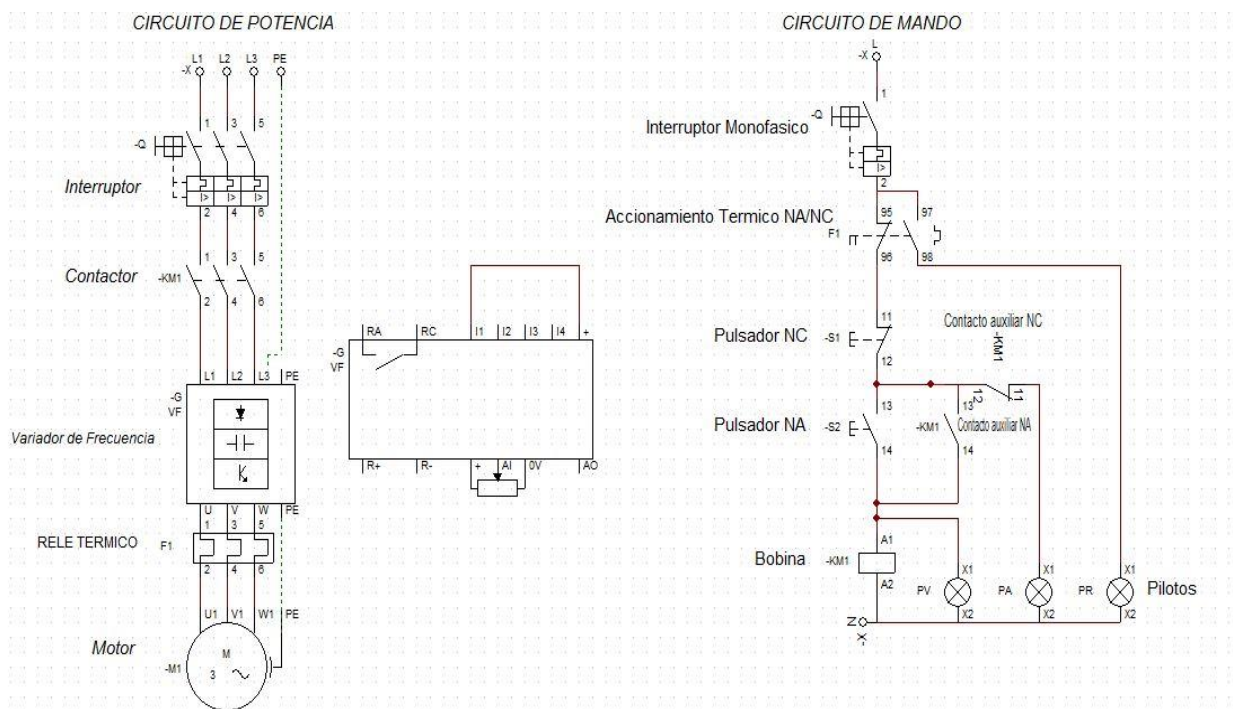 CIRCUITO DE POTENCIA
L1 L2 L3 PE
-X
1 3 5
-Q
Interruptor
I> I> I>
2 4 6
1 3 5
Contactor
-KM1
2 4 6
L1 L2 L3 PE
-G
VF
Variador de Frecuencia
U V W PE
1 3 5
RELE TERMICO F1
2 4 6
U1 V1 W1 PE
Motor
-M1
M
3
RA RC I1 I2 I3 I4 +
-G
VF
R+ R- + AI 0V AO
CIRCUITO DE MANDO
L
-X
1
-Q
Interruptor Monofasico
I>
2
Accionamiento Termico NA/NC
95 97
F1
96 98
11
Pulsador NC -S1
12
Contacto auxiliar NC
-KM1
12 11
13 13
Pulsador NA -S2
-KM1 Contacto auxiliar NA
14 14
A1
Bobina -KM1
A2
X1 X1 X1
PV PA PR Pilotos
X2 X2 X2
N
X-